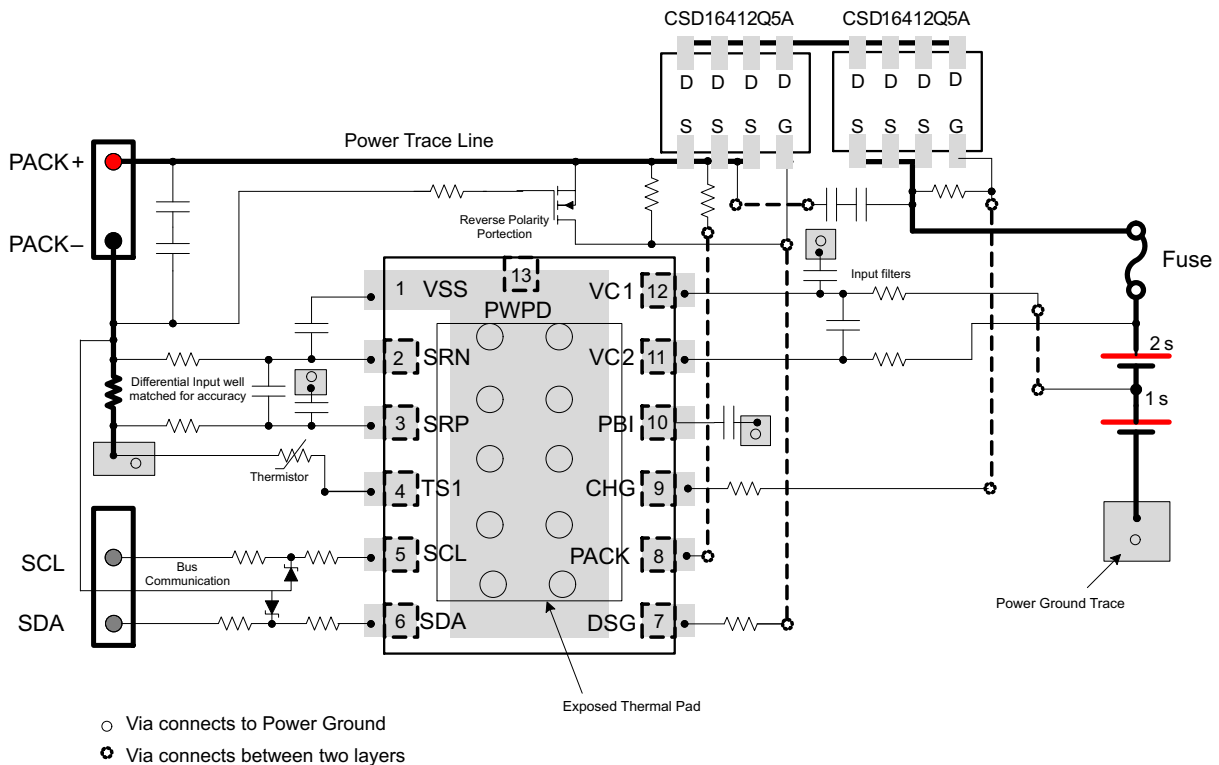 CSD16412Q5A
CSD16412Q5A
D D D D
D D D D
S S S G
S S S G
Power Trace Line
PACK+
PACK–
Reverse Polarity
Portection
Fuse
Input filters
1 VSS
13
PWPD
VC1 12
2 SRN
VC2 11
2 s
1 s
Differential Input well
matched for accuracy
3 SRP
PBI 10
Thermistor
4 TS1
CHG 9
SCL
Bus
Communication
5 SCL
PACK 8
SDA
6 SDA
DSG 7
Power Ground Trace
Exposed Thermal Pad
Via connects to Power Ground
Via connects between two layers